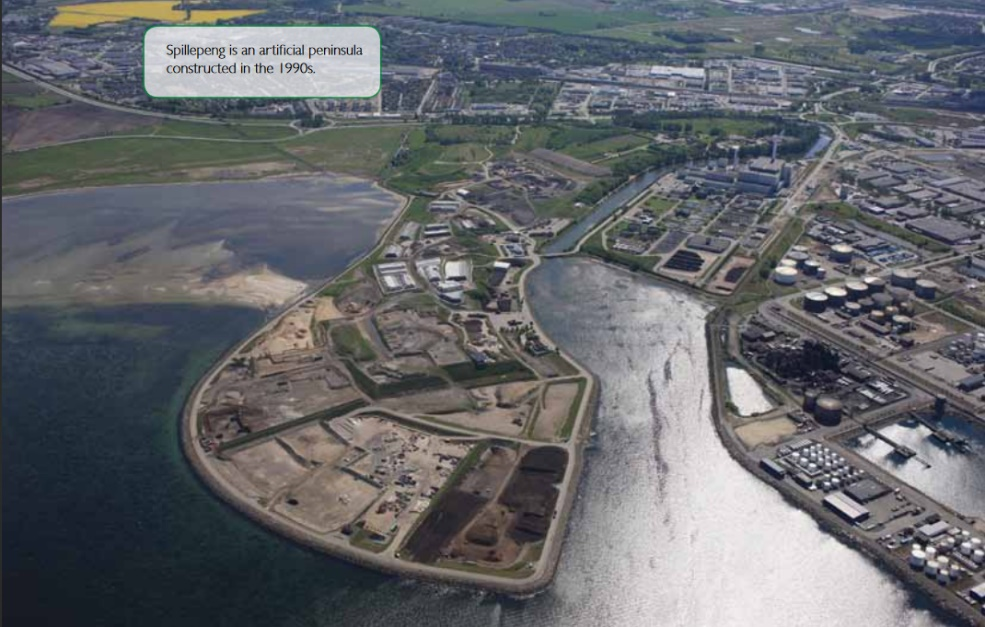 Spillepeng is an artificial peninsula
constructed in the 1990s.